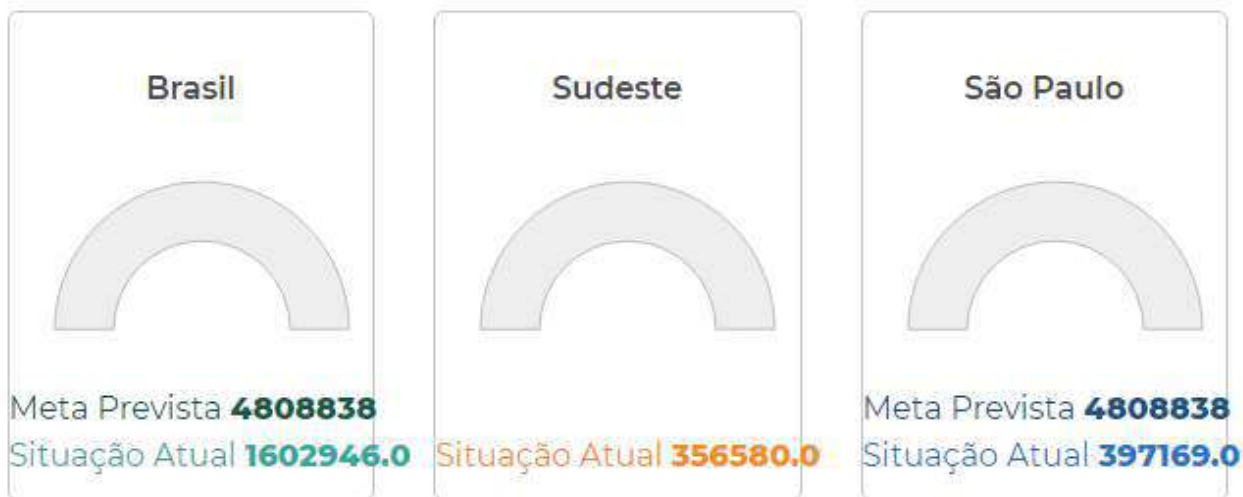 Brasil
Meta Prevista 4808838
Situação Atual 1602946.0
Sudeste
Situação Atual 356580.0
São Paulo
Meta Prevista 4808838
Situação Atual 397169.0